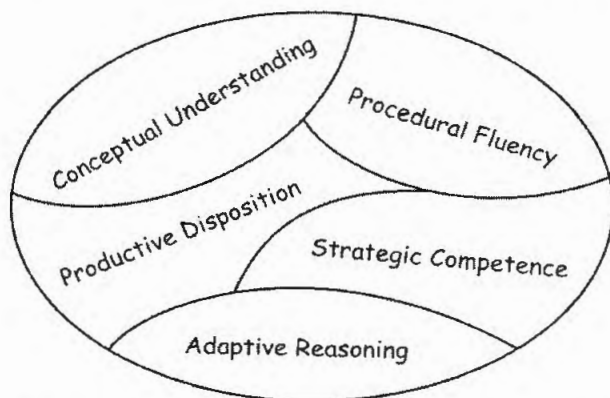 Conceptual Understanding
Procedural Fluency
Productive Disposition
Strategic Competence
Adaptive Reasoning